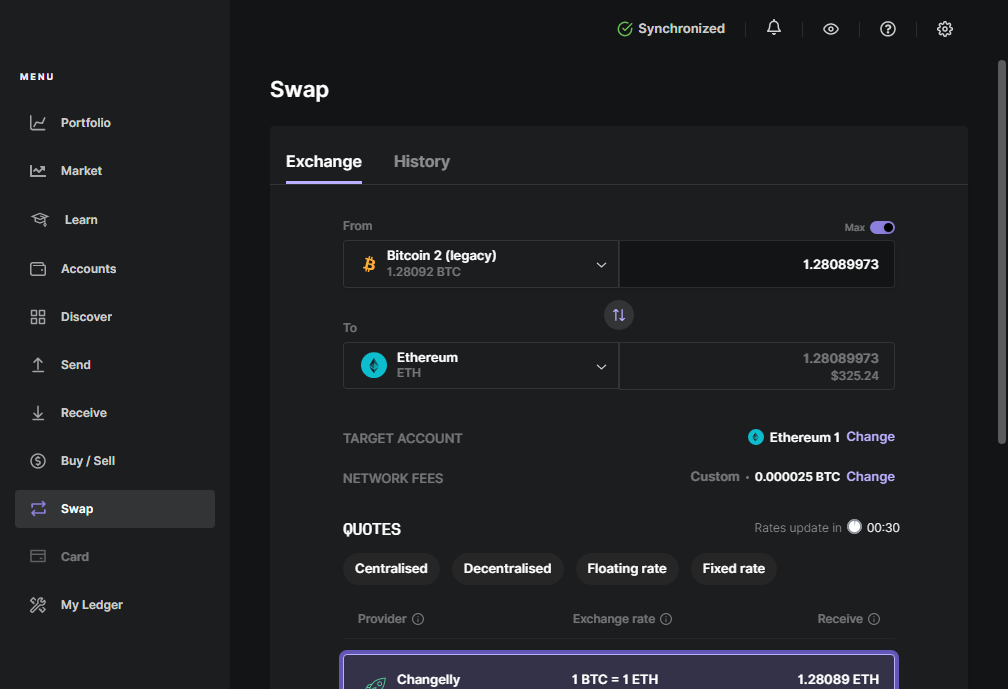 Synchronized
MENU
Portfolio
Market
Learn
Accounts
Discover
Send
Receive
Buy / Sell
Swap
Card
My Ledger
Swap
Exchange History
From Max
Bitcoin 2 (legacy)
1.28092 BTC
1.28089973
To
Ethereum
ETH
1.28089973
$325.24
TARGET ACCOUNT Ethereum 1 Change
NETWORK FEES Custom · 0.000025 BTC Change
QUOTES Rates update in 00:30
Centralised Decentralised Floating rate Fixed rate
Provider Exchange rate Receive
Changelly 1 BTC = 1 ETH 1.28089 ETH